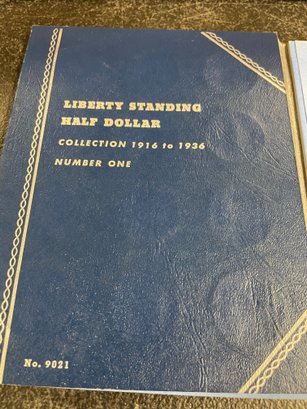 LIBERTY STANDING
HALF DOLLAR
COLLECTION 1916 to 1936
NUMBER ONE
No. 9021